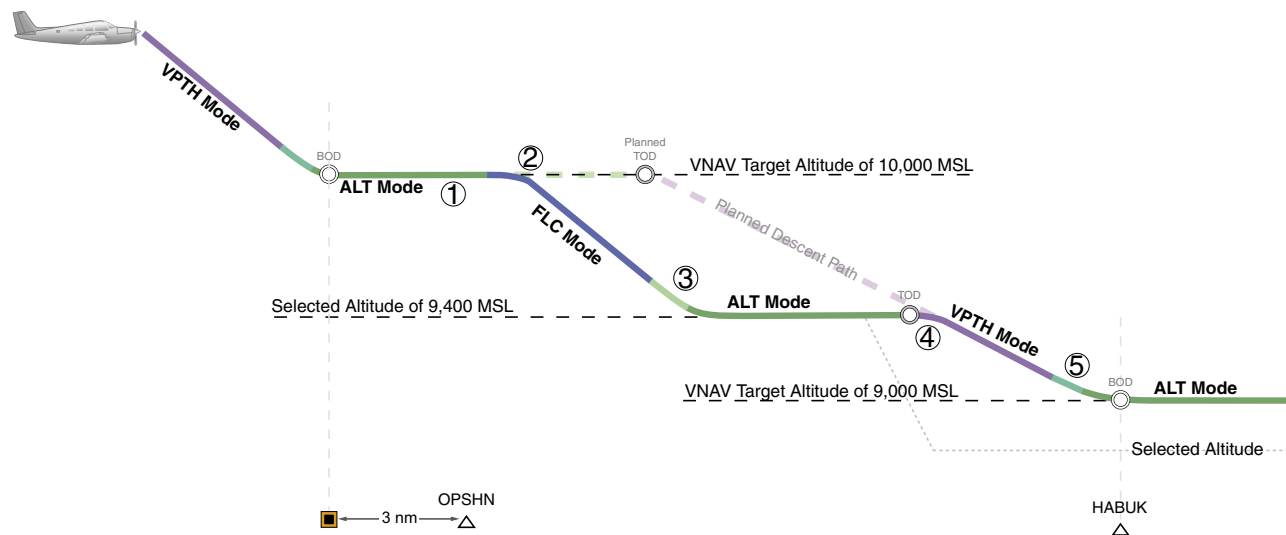 VPTH Mode
BOD
ALT Mode
①
②
Planned
TOD
VNAV Target Altitude of 10,000 MSL
FLC Mode
Planned Descent Path
③
Selected Altitude of 9,400 MSL
ALT Mode
TOD
④
VPTH Mode
⑤
VNAV Target Altitude of 9,000 MSL
BOD
ALT Mode
Selected Altitude
OPSHN
3 nm
HABUK